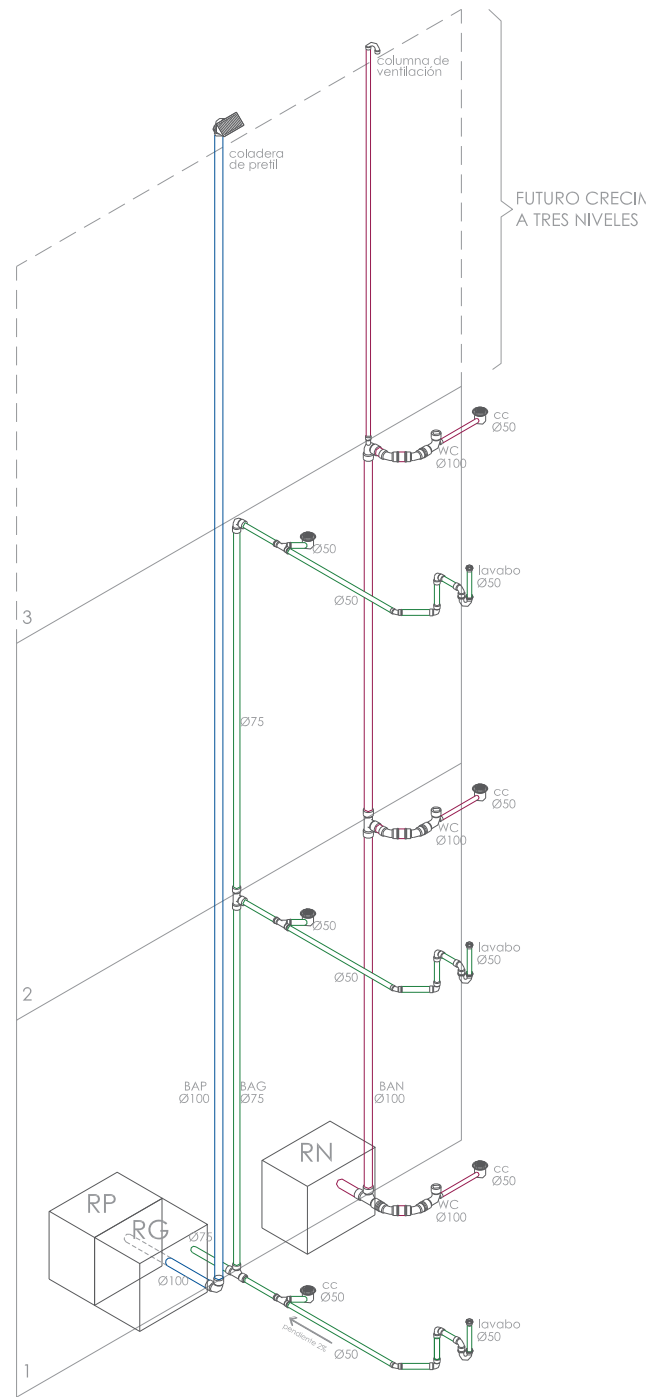 columna de
ventilación
coladera
de pretil
FUTURO CRECIM
A TRES NIVELES
cc
Ø50
WC
Ø100
Ø50
lavabo
Ø50
Ø50
3
Ø75
cc
Ø50
WC
Ø100
Ø50
lavabo
Ø50
Ø50
2
BAP
Ø100
BAG
Ø75
BAN
Ø100
RN
cc
Ø50
WC
Ø100
RP
RG
Ø75
Ø100
cc
Ø50
pendiente 2%
Ø50
lavabo
Ø50
1